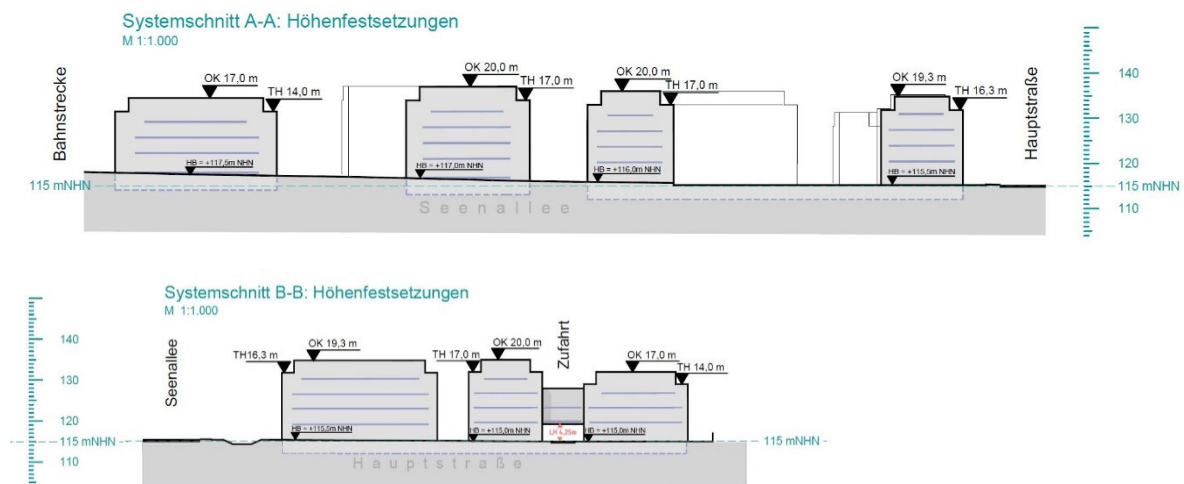 Systemschnitt A-A: Höhenfestsetzungen
M 1:1.000
Bahnstrecke
OK 17,0 m
TH 14,0 m
OK 20,0 m
TH 17,0 m
OK 20,0 m
TH 17,0 m
OK 19,3 m
TH 16,3 m
Hauptstraße
140
130
120
115 mNHN
110
HB = +117,5m NHN
HB = +117,0m NHN
HB = +116,0m NHN
HB = +115,5m NHN
115 mNHN
Seenallee
Systemschnitt B-B: Höhenfestsetzungen
M 1:1.000
140
130
120
115 mNHN
110
Seenallee
TH16,3 m
OK 19,3 m
TH 17,0 m
OK 20,0 m
Zufahrt
OK 17,0 m
TH 14,0 m
HB = +115,5m NHN
HB = +115,0m NHN
LH 4,25m
HB = +115,0m NHN
115 mNHN
Hauptstraße